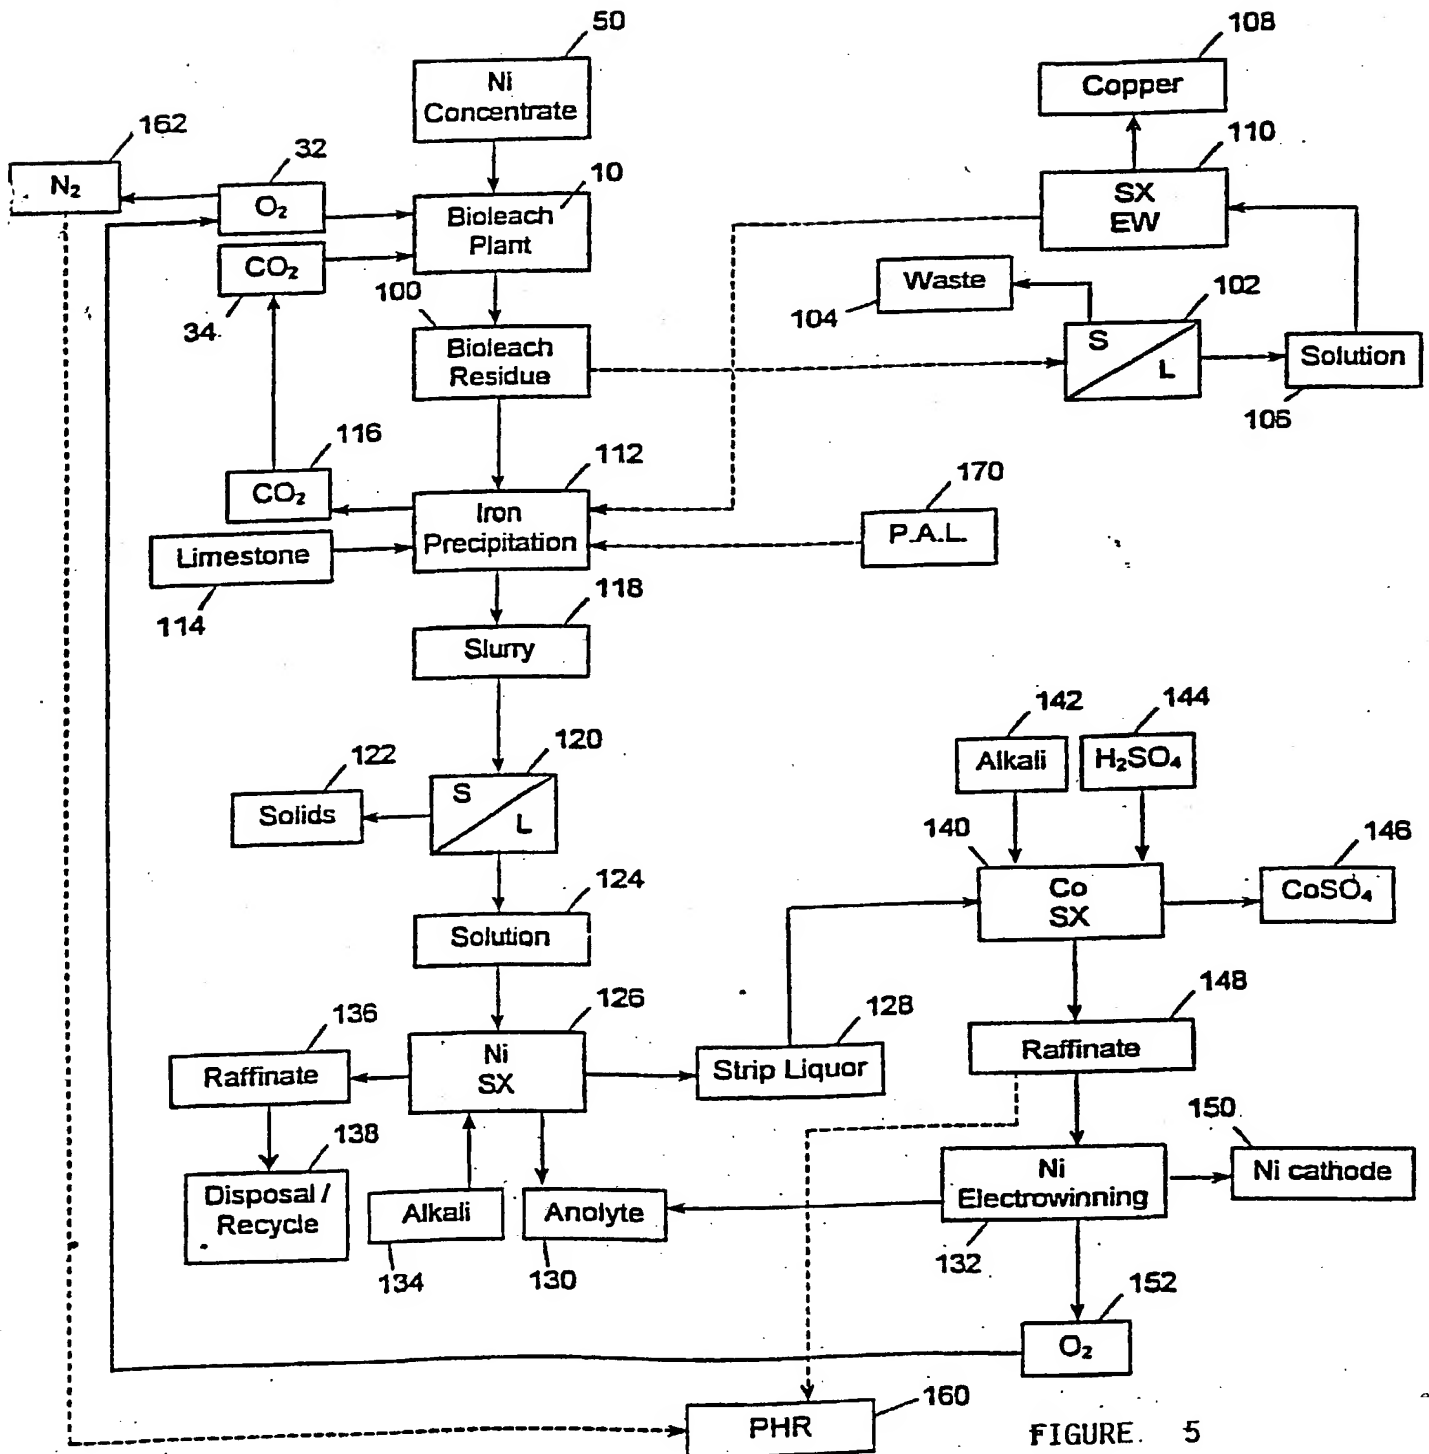 50
Ni
Concentrate
108
Copper
162
N₂
32
O₂
10
Bioleach
Plant
110
SX
EW
CO₂
34
100
Waste
104
102
S
L
Solution
106
Bioleach
Residue
116
CO₂
112
Iron
Precipitation
170
P.A.L.
Limestone
114
118
Slurry
142
Alkali
144
H₂SO₄
122
Solids
120
S
L
140
Co
SX
146
CoSO₄
124
Solution
136
Raffinate
126
Ni
SX
128
Strip Liquor
148
Raffinate
138
Disposal /
Recycle
Alkali
134
Anolyte
130
Ni
Electrowinning
132
150
Ni cathode
152
O₂
PHR
160
FIGURE. 5